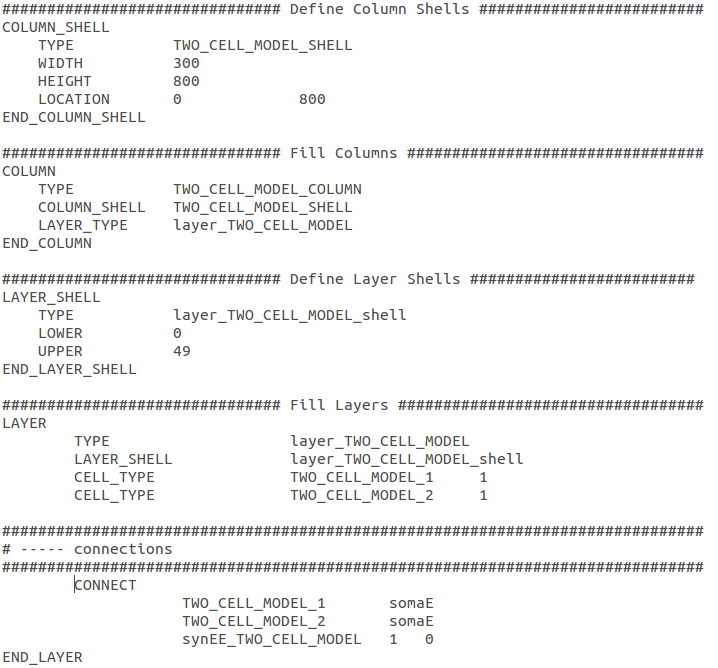 ############################### Define Column Shells #########################
COLUMN_SHELL
    TYPE           TWO_CELL_MODEL_SHELL
    WIDTH          300
    HEIGHT         800
    LOCATION       0             800
END_COLUMN_SHELL

############################### Fill Columns #################################
COLUMN
    TYPE           TWO_CELL_MODEL_COLUMN
    COLUMN_SHELL   TWO_CELL_MODEL_SHELL
    LAYER_TYPE     layer_TWO_CELL_MODEL
END_COLUMN

############################### Define Layer Shells #########################
LAYER_SHELL
    TYPE           layer_TWO_CELL_MODEL_shell
    LOWER          0
    UPPER          49
END_LAYER_SHELL

############################### Fill Layers ##################################
LAYER
        TYPE                    layer_TWO_CELL_MODEL
        LAYER_SHELL             layer_TWO_CELL_MODEL_shell
        CELL_TYPE               TWO_CELL_MODEL_1     1
        CELL_TYPE               TWO_CELL_MODEL_2     1

##############################################################################
# ----- connections
##############################################################################
        CONNECT
                    TWO_CELL_MODEL_1       somaE
                    TWO_CELL_MODEL_2       somaE
                    synEE_TWO_CELL_MODEL   1   0
END_LAYER